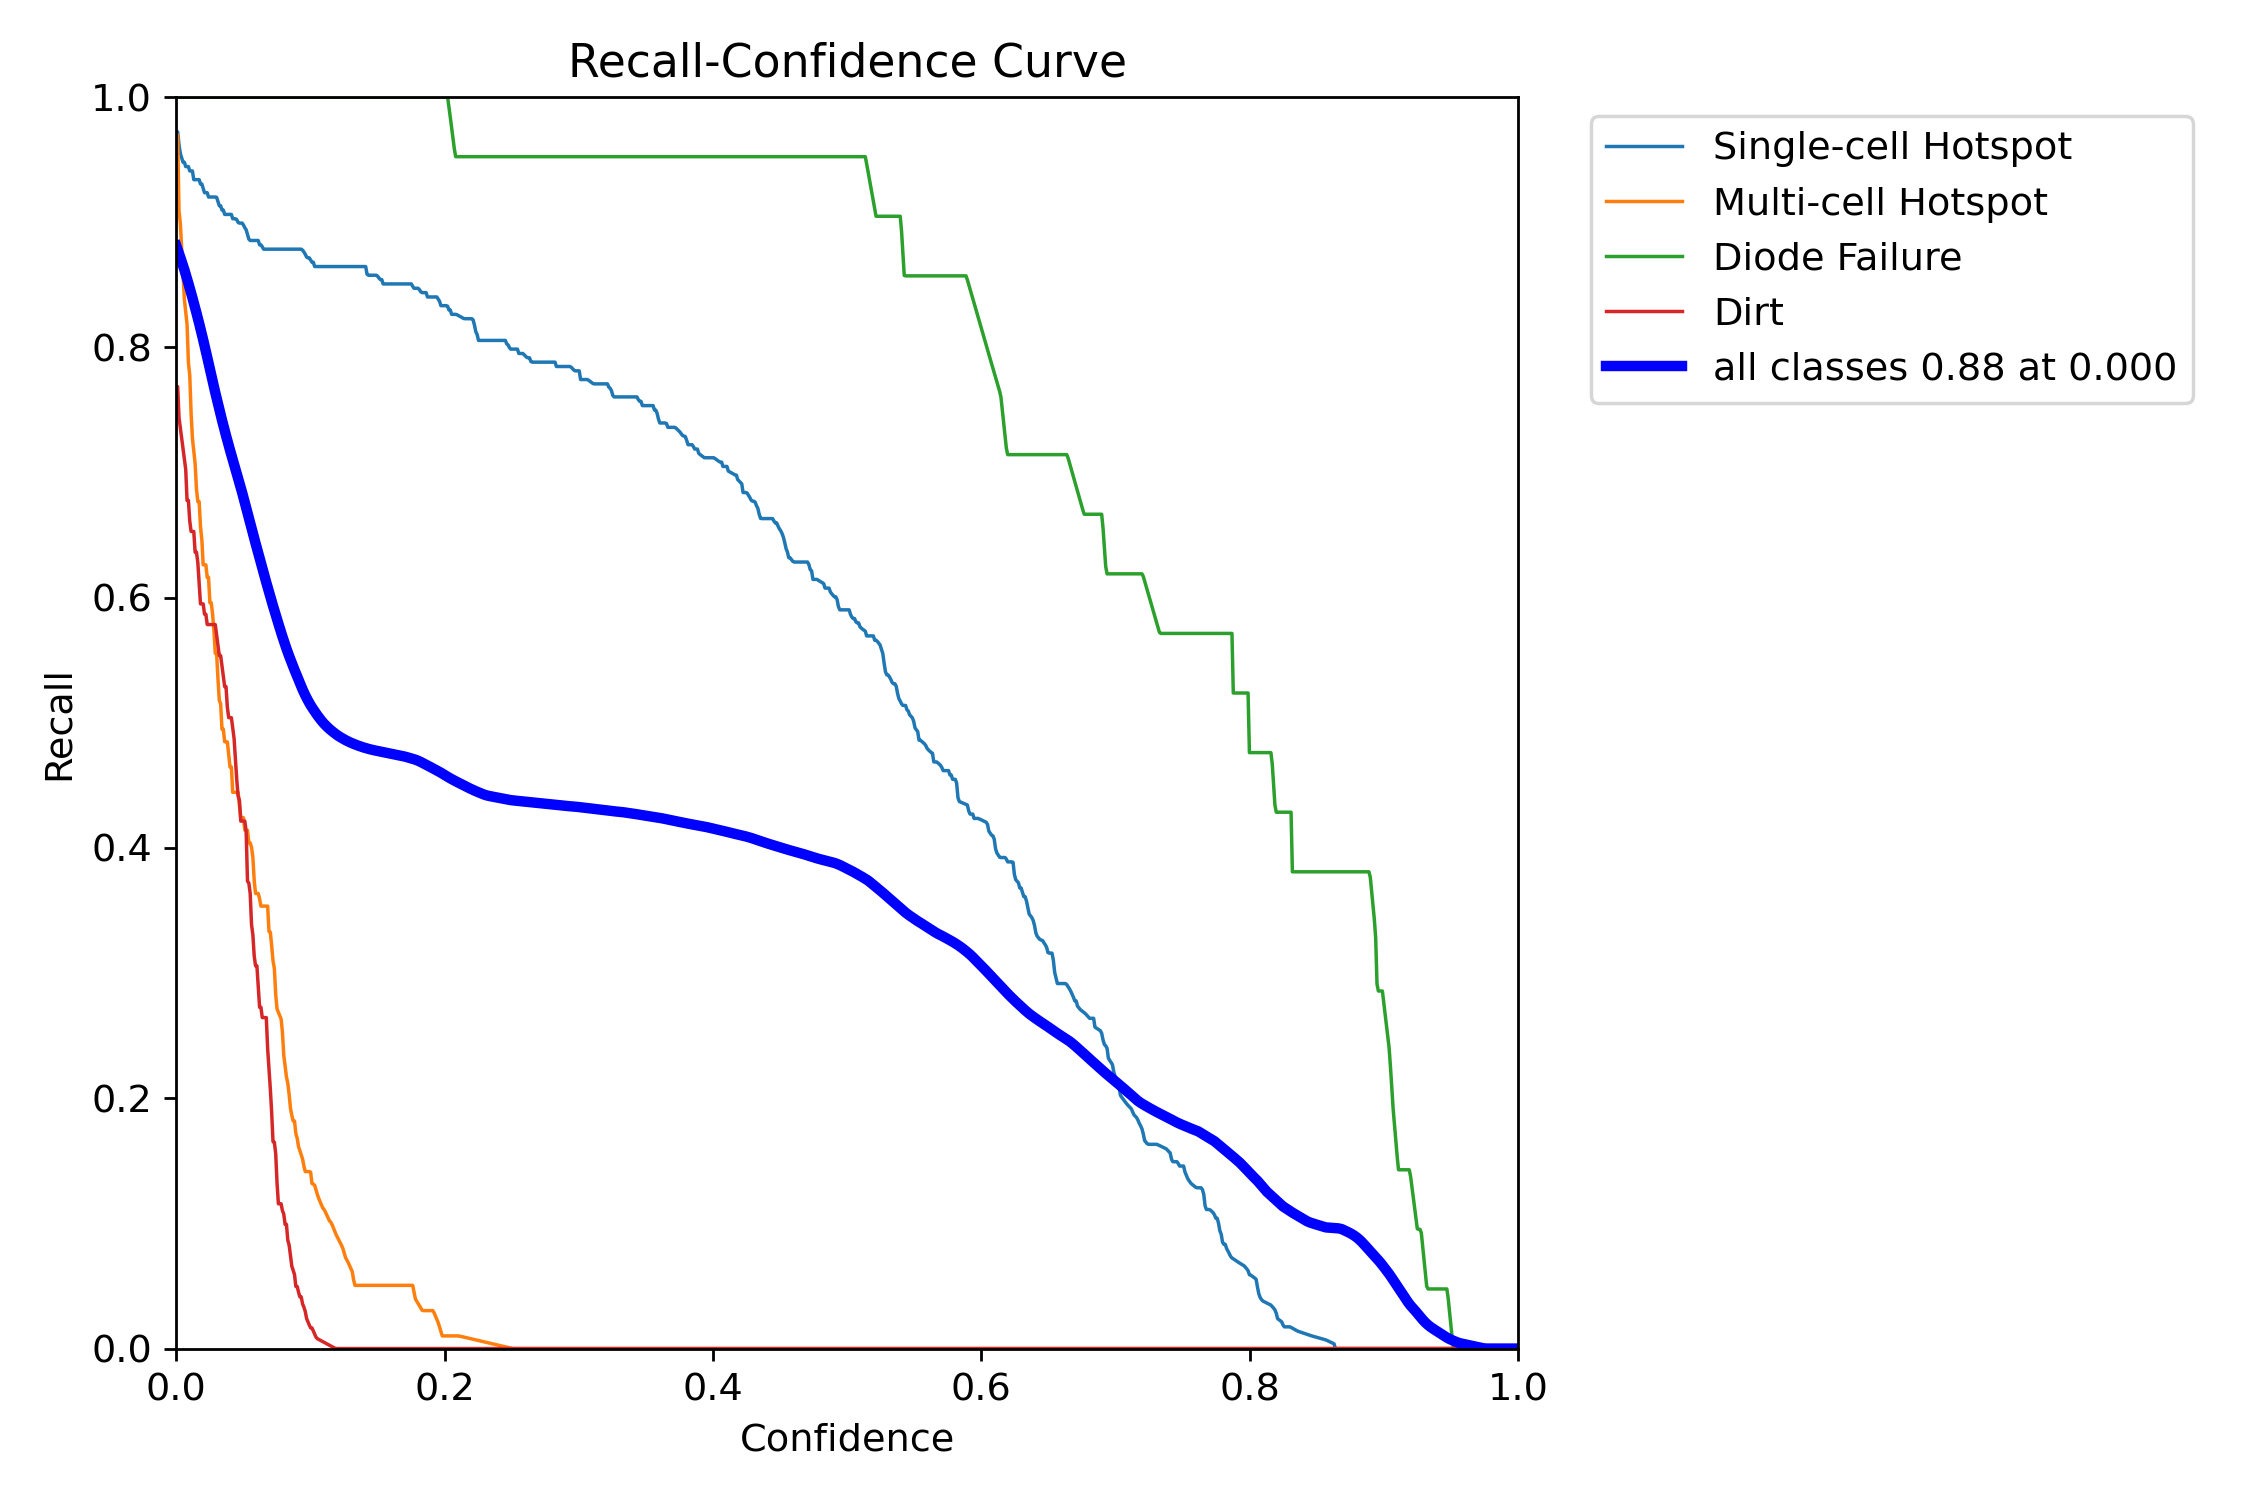 Recall-Confidence Curve
1.0
0.8
0.6
0.4
0.2
0.0
Recall
0.0 0.2 0.4 0.6 0.8 1.0
Confidence
Single-cell Hotspot
Multi-cell Hotspot
Diode Failure
Dirt
all classes 0.88 at 0.000